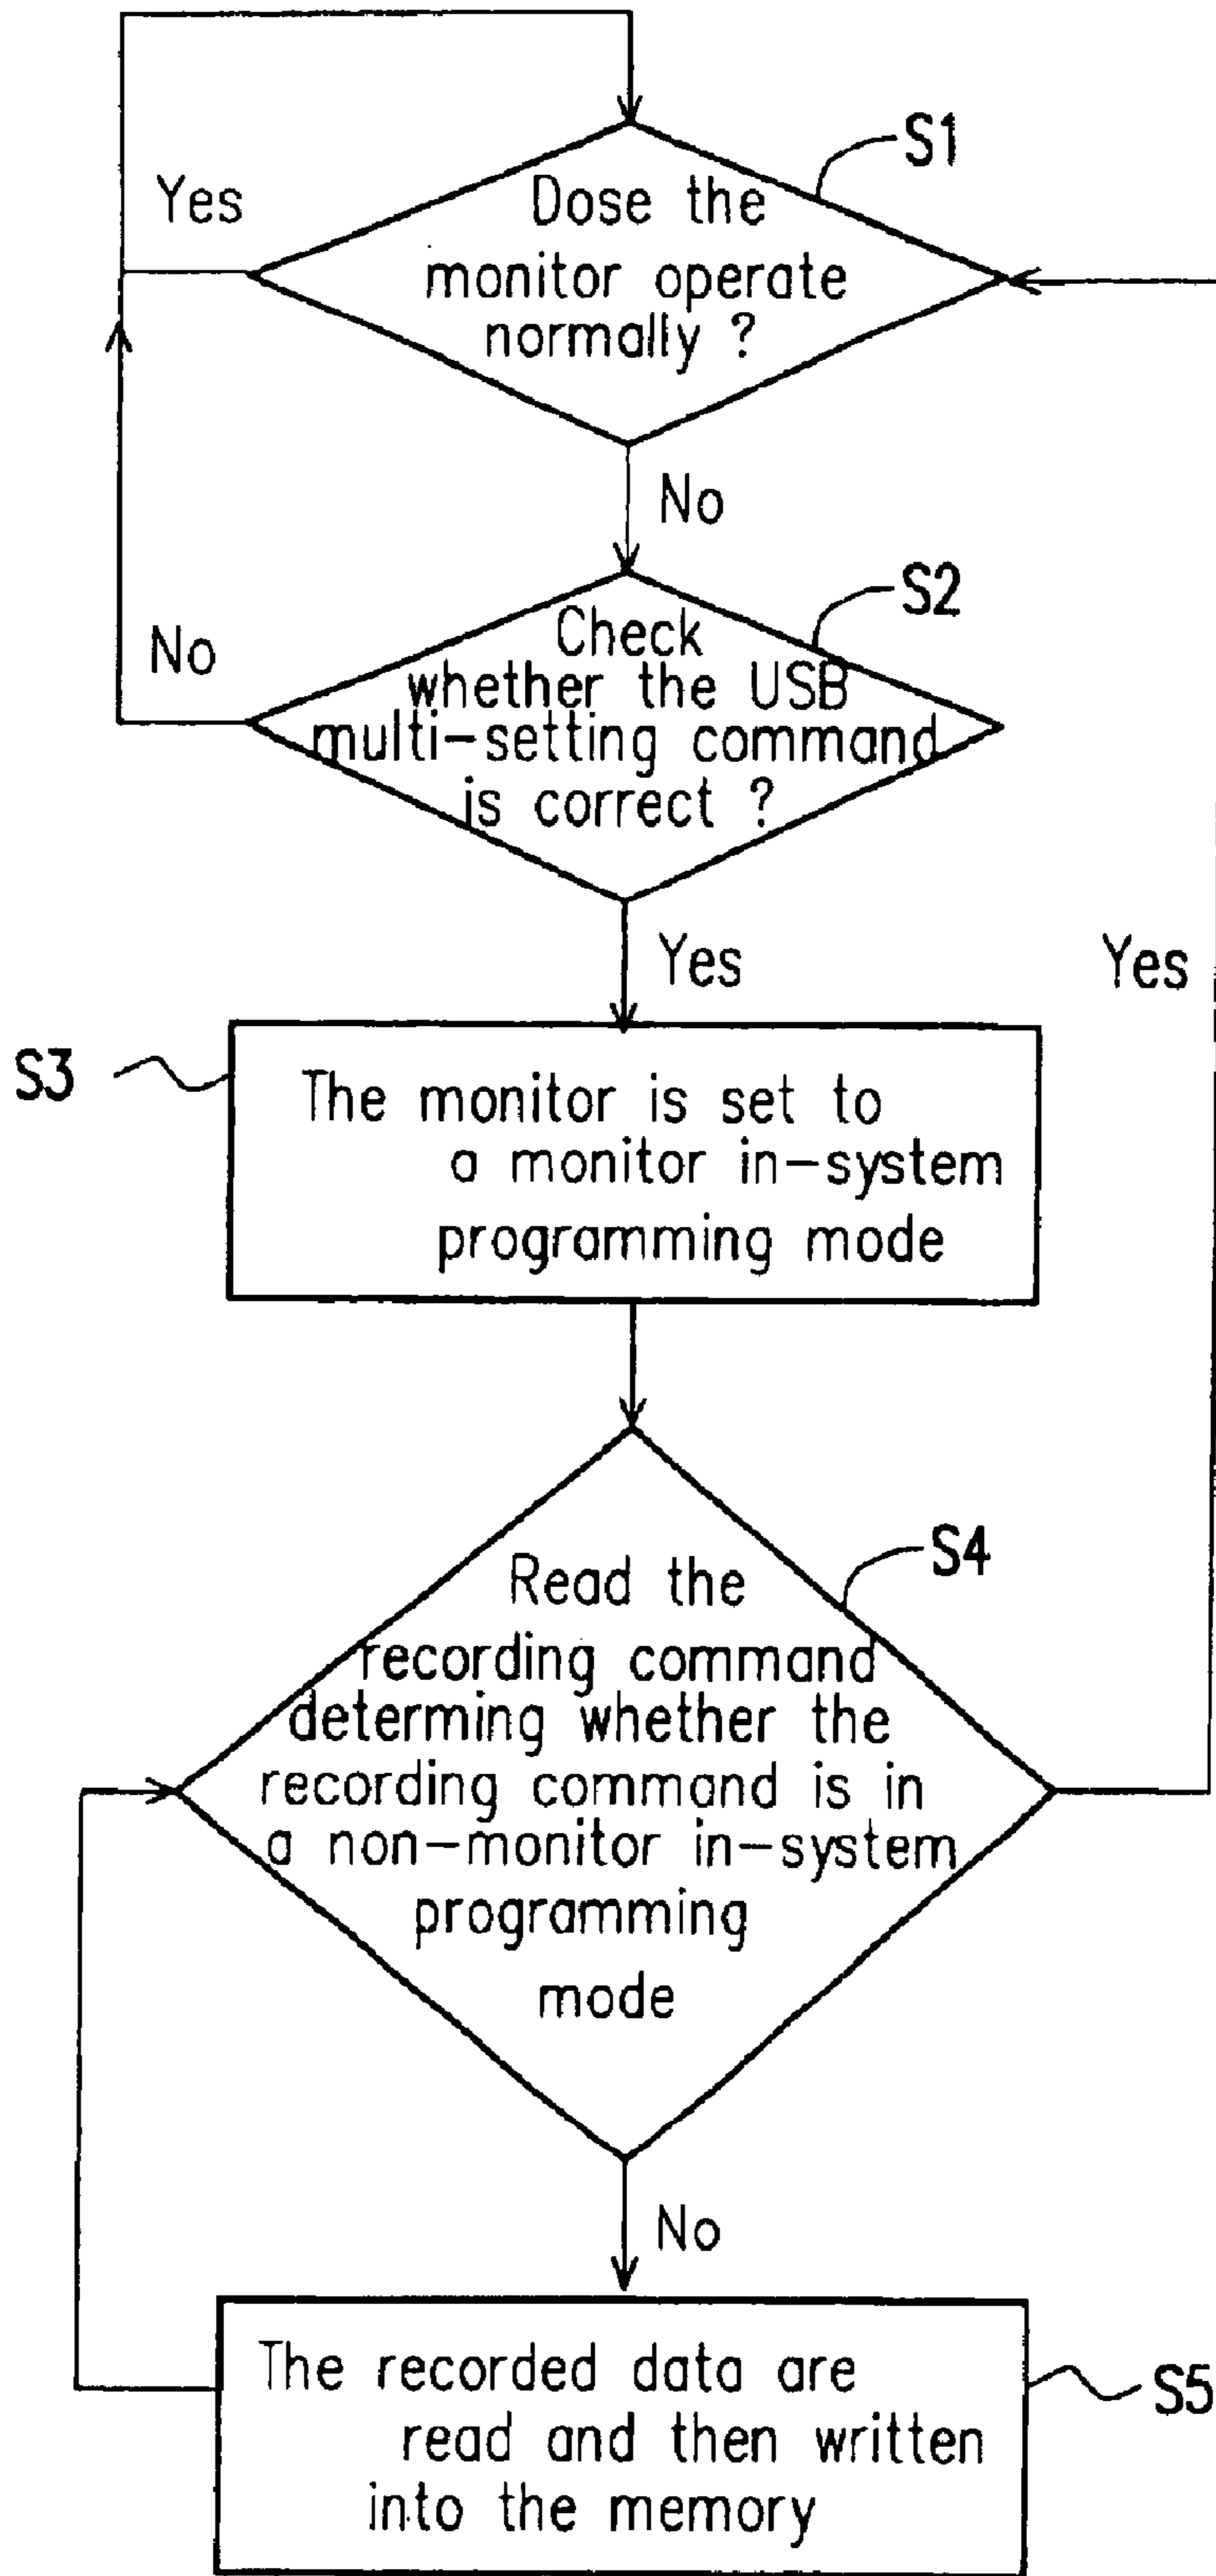 S1
Yes
Dose the
monitor operate
normally ?
No
S2
No
Check
whether the USB
multi-setting command
is correct ?
Yes
Yes
S3
The monitor is set to
a monitor in-system
programming mode
S4
Read the
recording command
determing whether the
recording command is in
a non-monitor in-system
programming
mode
No
The recorded data are
read and then written
into the memory
S5